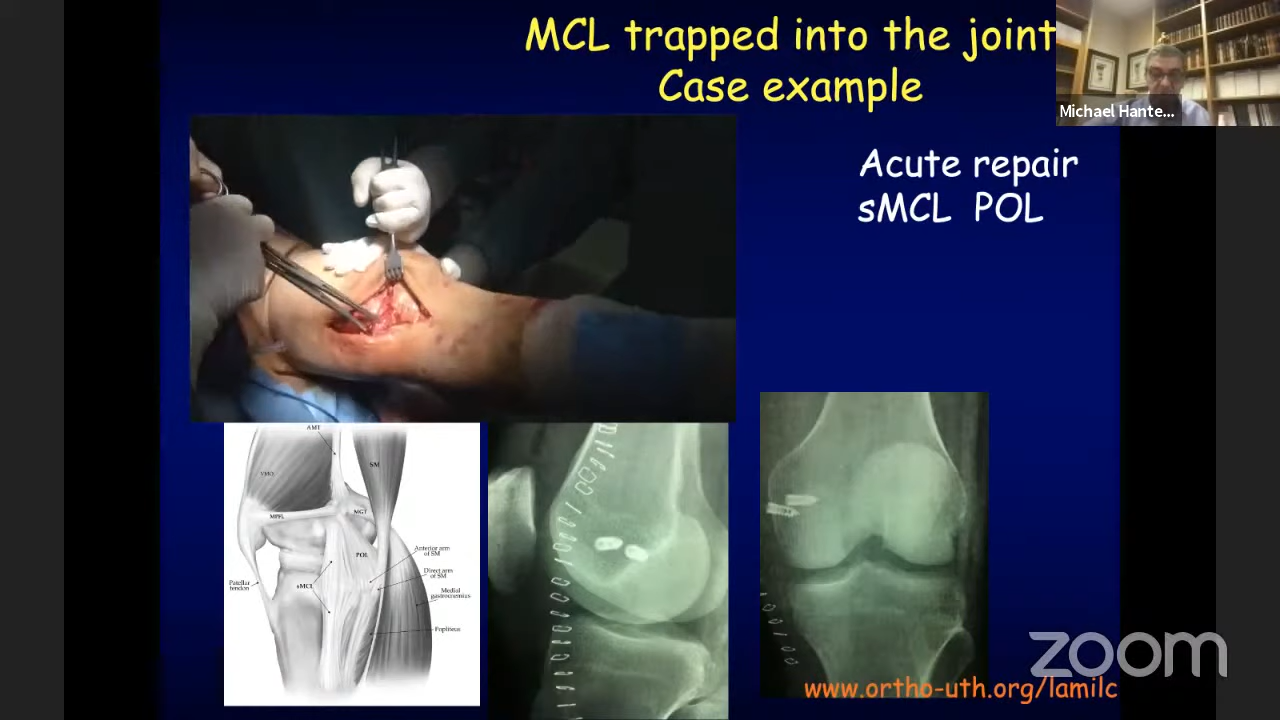 MCL trapped into the joint
Case example
Michael Hante...
Acute repair
sMCL POL
AMT
VMO
SM
MPFL
MGT
POL
Anterior arm
of SM
Direct arm
of SM
Patellar
tendon
sMCL
Medial
gastrocnemius
Popliteus
zoom
www.ortho-uth.org/lamilc